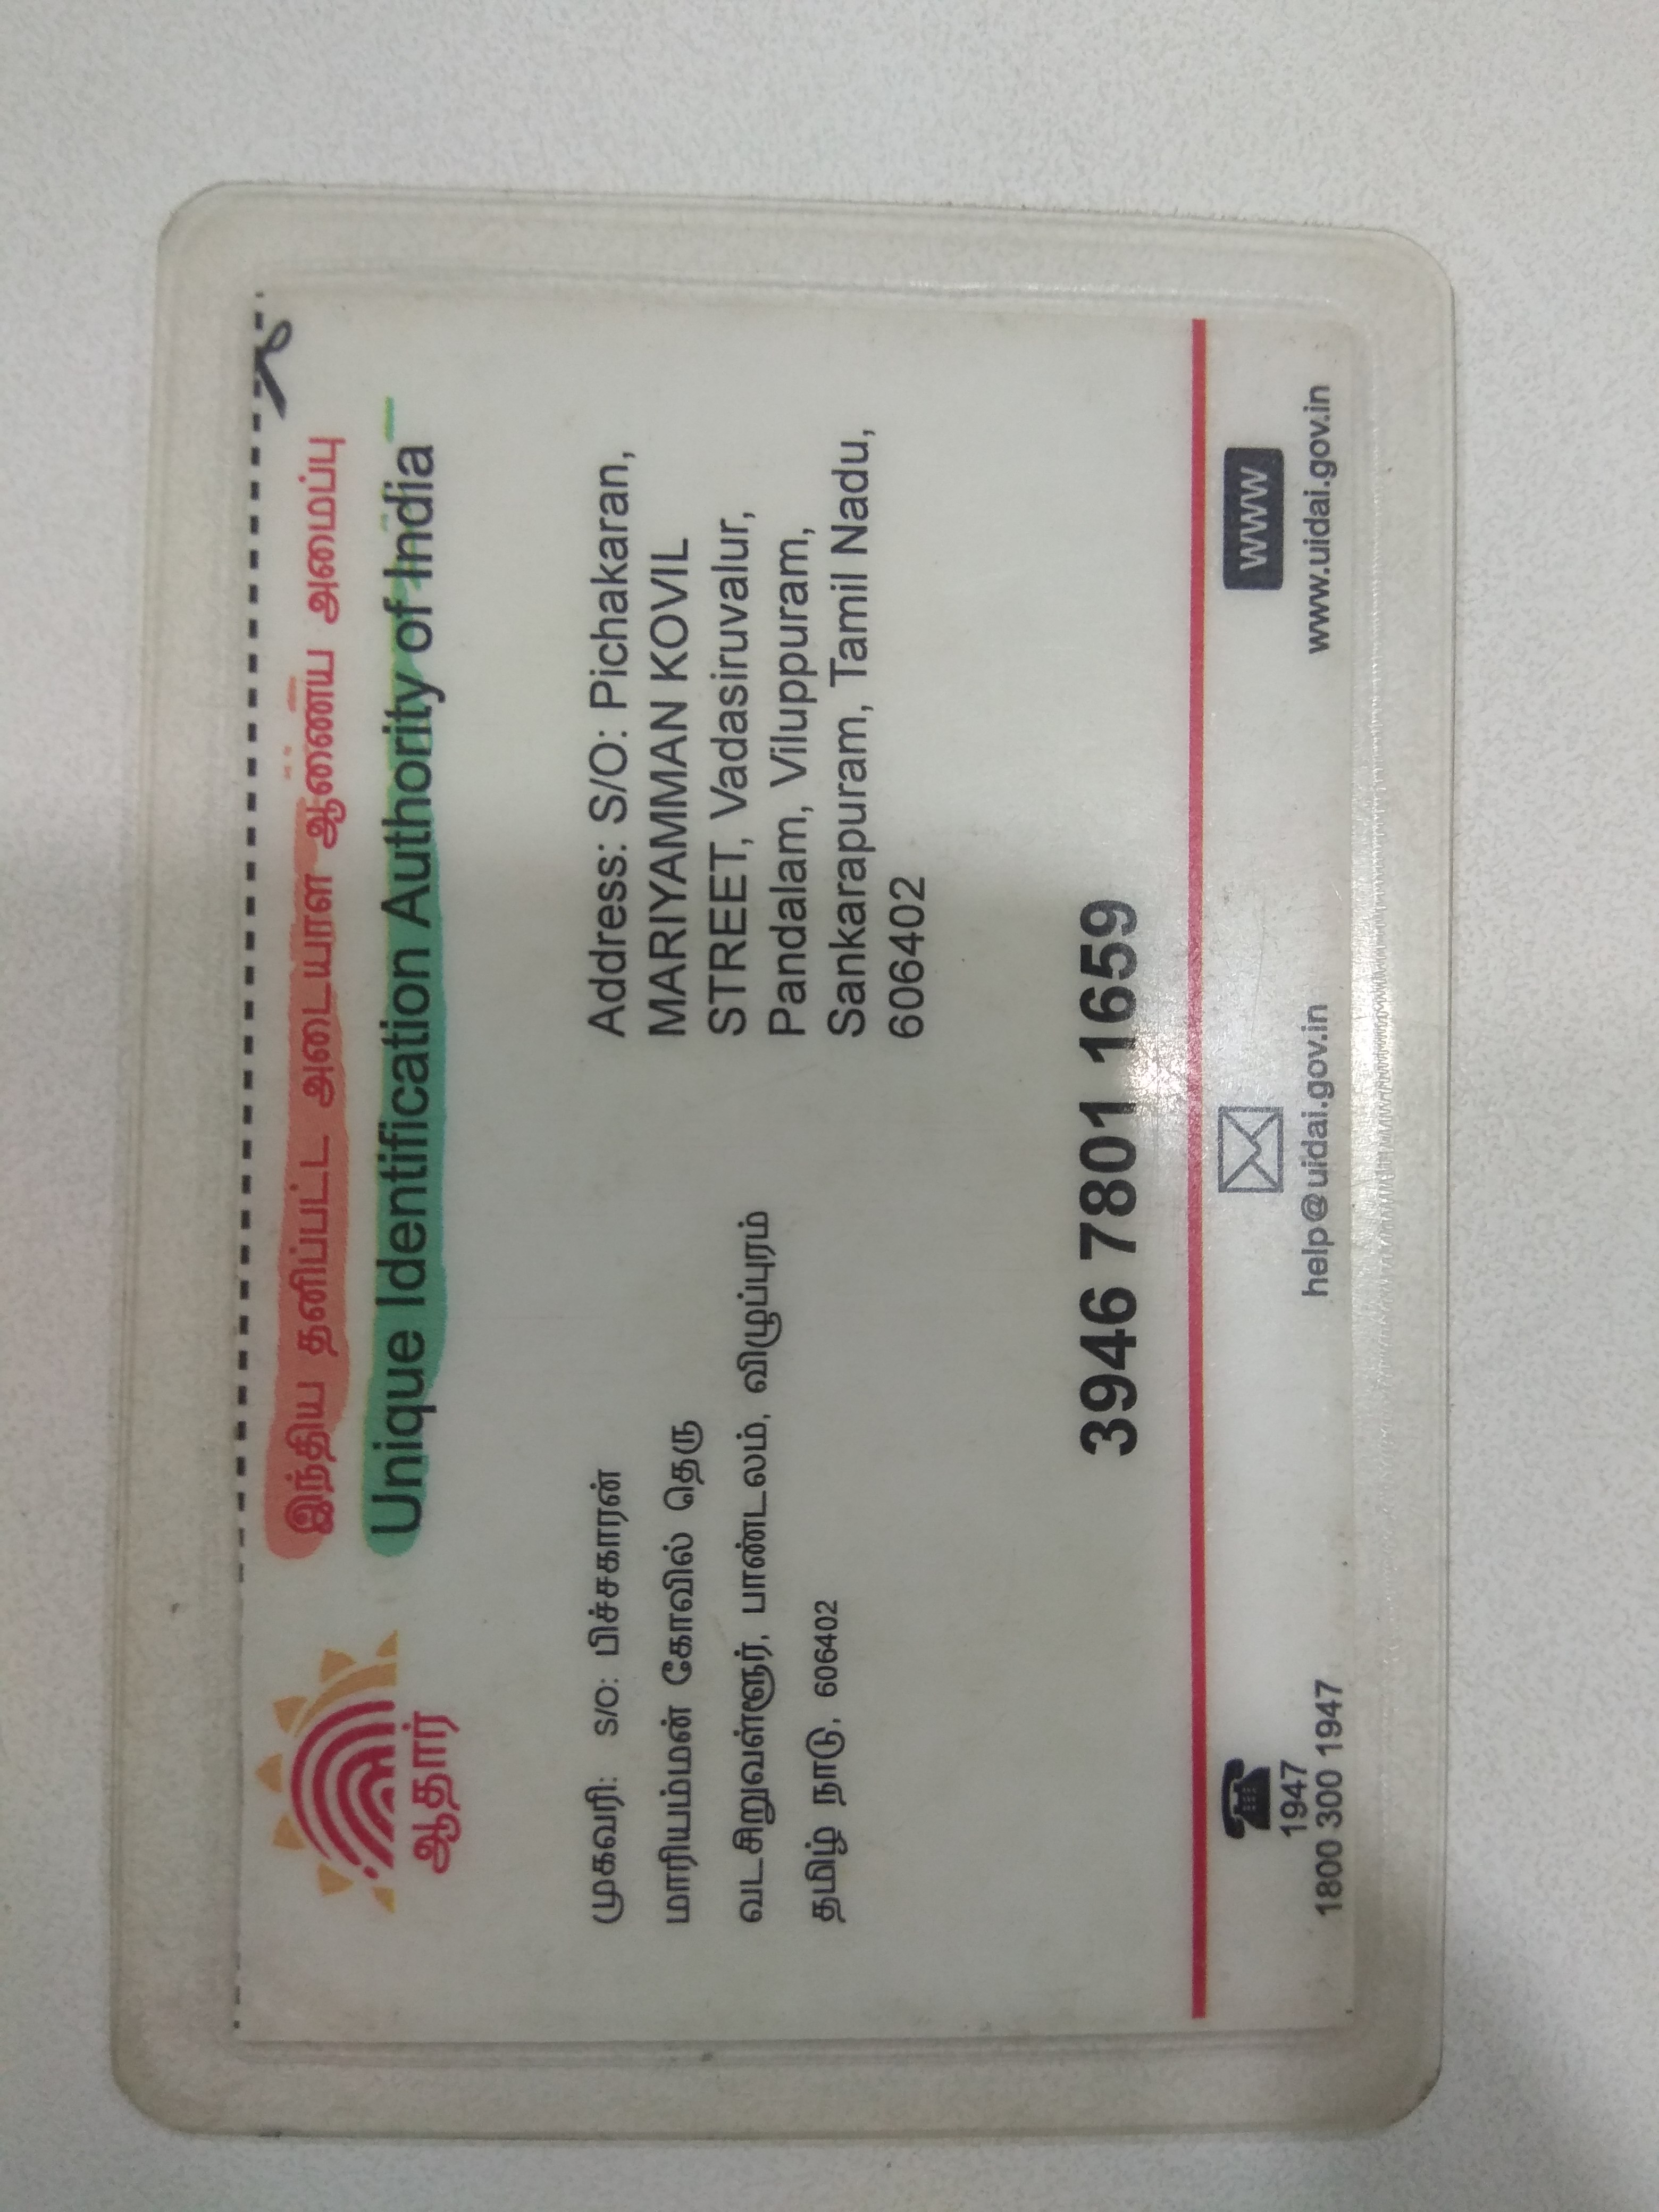 இந்திய தனிப்பட்ட அடையாள ஆணைய அமைப்பு
Unique Identification Authority of India
ஆதார்
முகவரி: S/O: பிச்சகாரன்
மாரியம்மன் கோவில் தெரு
வடசிறுவள்ளூர், பாண்டலம், விழுப்புரம்
தமிழ் நாடு, 606402
Address: S/O: Pichakaran,
MARIYAMMAN KOVIL
STREET, Vadasiruvalur,
Pandalam, Viluppuram,
Sankarapuram, Tamil Nadu,
606402
3946 7801 1659
1947
1800 300 1947
help@uidai.gov.in
WWW
www.uidai.gov.in